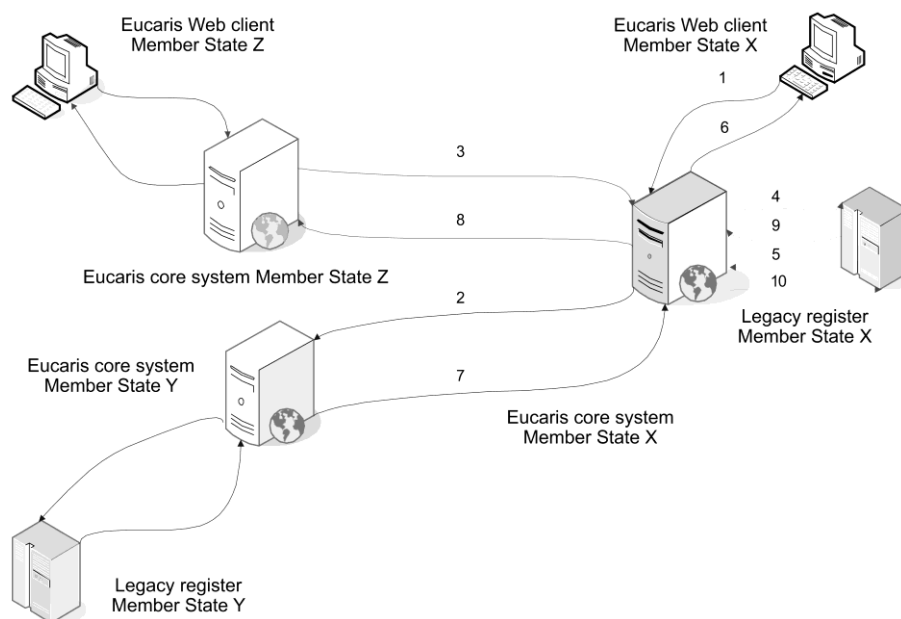 Eucaris Web client
Member State Z
Eucaris Web client
Member State X
1
6
3
4
9
8
5
10
Eucaris core system Member State Z
2
Legacy register
Member State X
Eucaris core system
Member State Y
7
Eucaris core system
Member State X
Legacy register
Member State Y